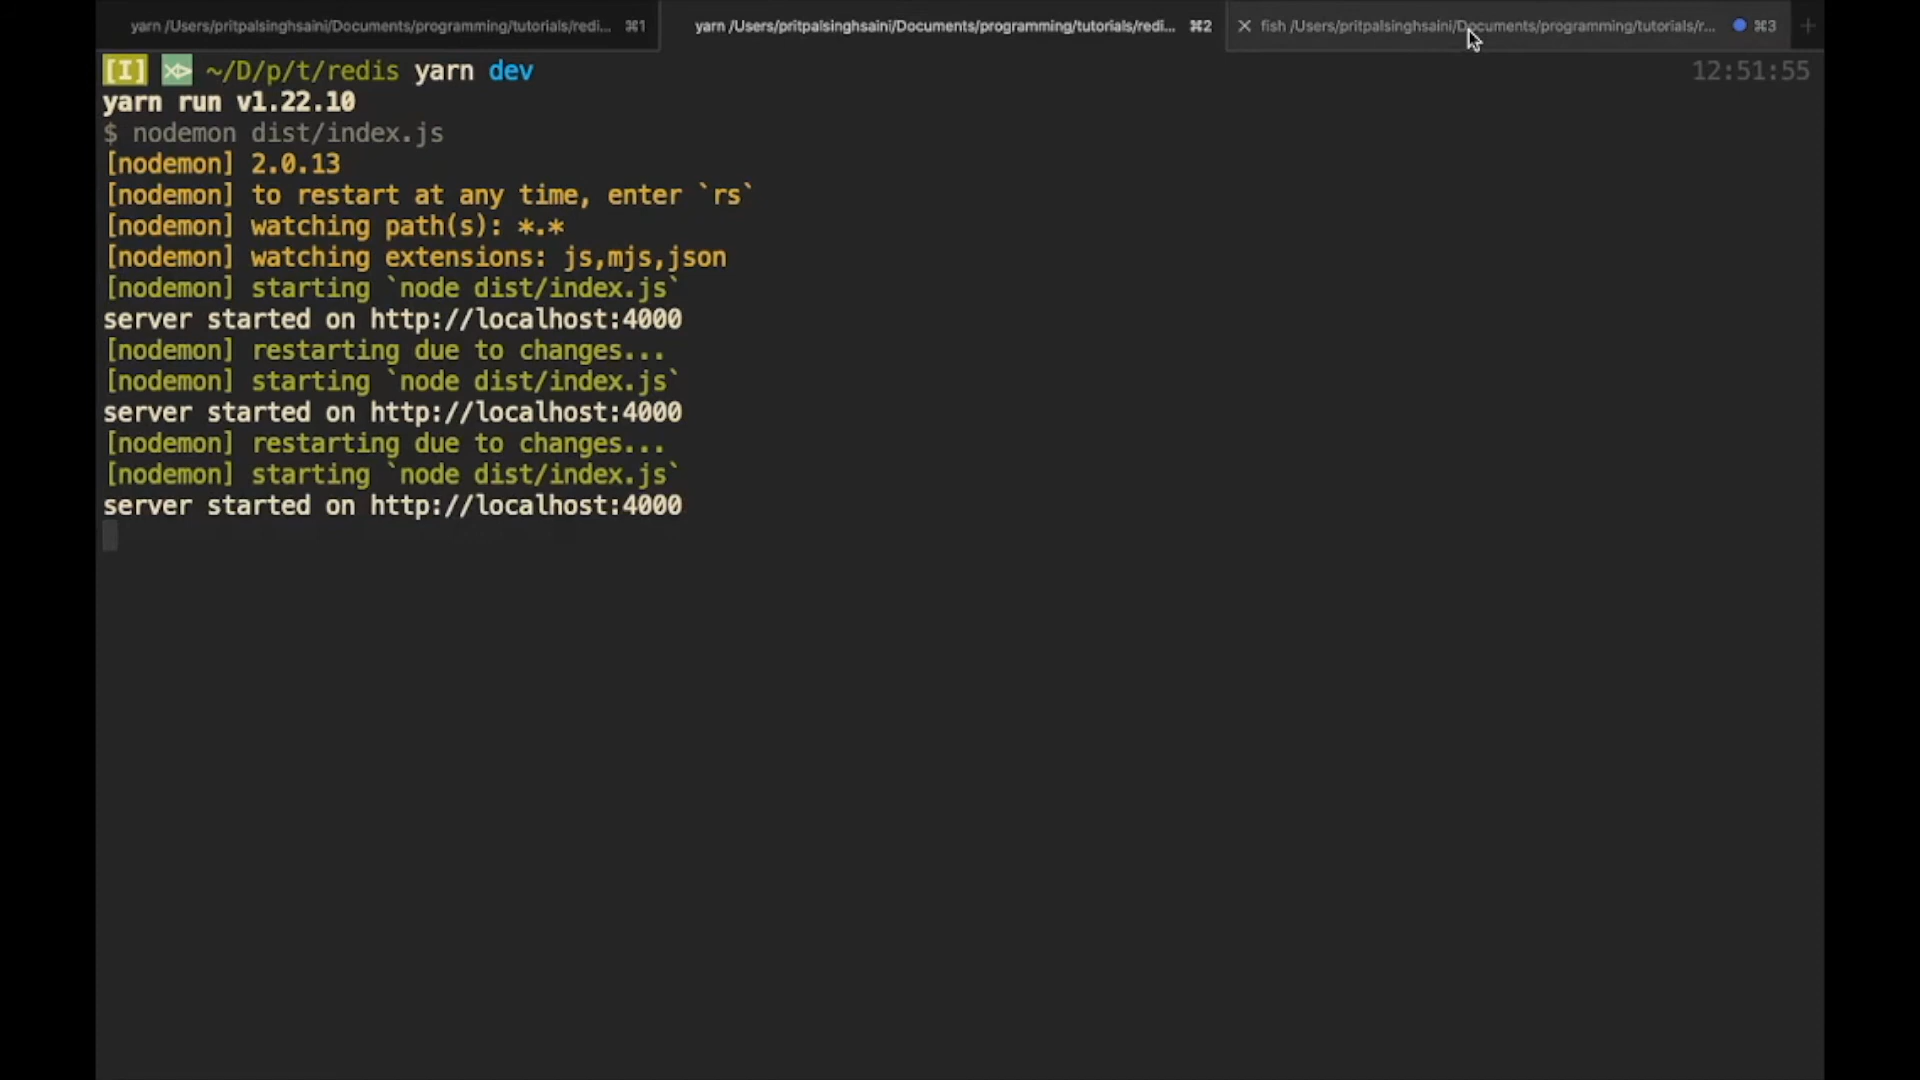 yarn /Users/pritpalsinghsaini/Documents/programming/tutorials/redi... ⌘1
yarn /Users/pritpalsinghsaini/Documents/programming/tutorials/redi... ⌘2
fish /Users/pritpalsinghsaini/Documents/programming/tutorials/r... ⌘3
[I] ~/D/p/t/redis yarn dev 12:51:55
yarn run v1.22.10
$ nodemon dist/index.js
[nodemon] 2.0.13
[nodemon] to restart at any time, enter `rs`
[nodemon] watching path(s): *.*
[nodemon] watching extensions: js,mjs,json
[nodemon] starting `node dist/index.js`
server started on http://localhost:4000
[nodemon] restarting due to changes...
[nodemon] starting `node dist/index.js`
server started on http://localhost:4000
[nodemon] restarting due to changes...
[nodemon] starting `node dist/index.js`
server started on http://localhost:4000